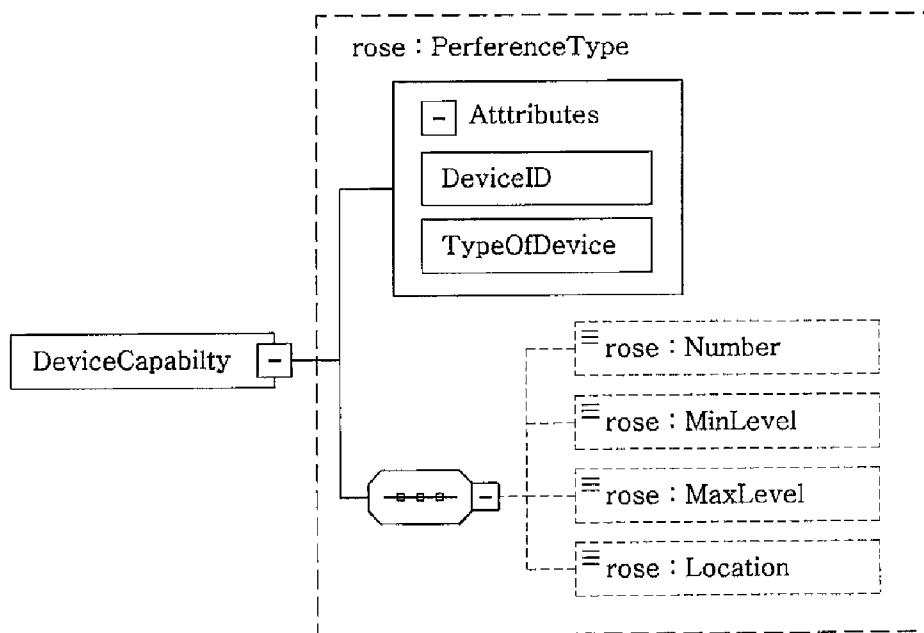 rose : PerferenceType
Atttributes
DeviceID
TypeOfDevice
DeviceCapabilty
rose : Number
rose : MinLevel
rose : MaxLevel
rose : Location